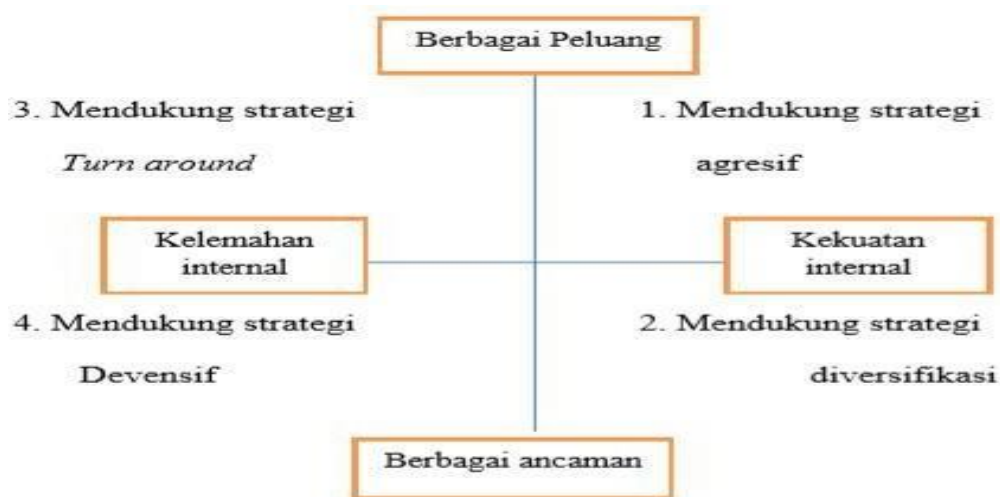 Berbagai Peluang
3. Mendukung strategi
Turn around
1. Mendukung strategi
agresif
Kelemahan
internal
Kekuatan
internal
4. Mendukung strategi
Devensif
2. Mendukung strategi
diversifikasi
Berbagai ancaman